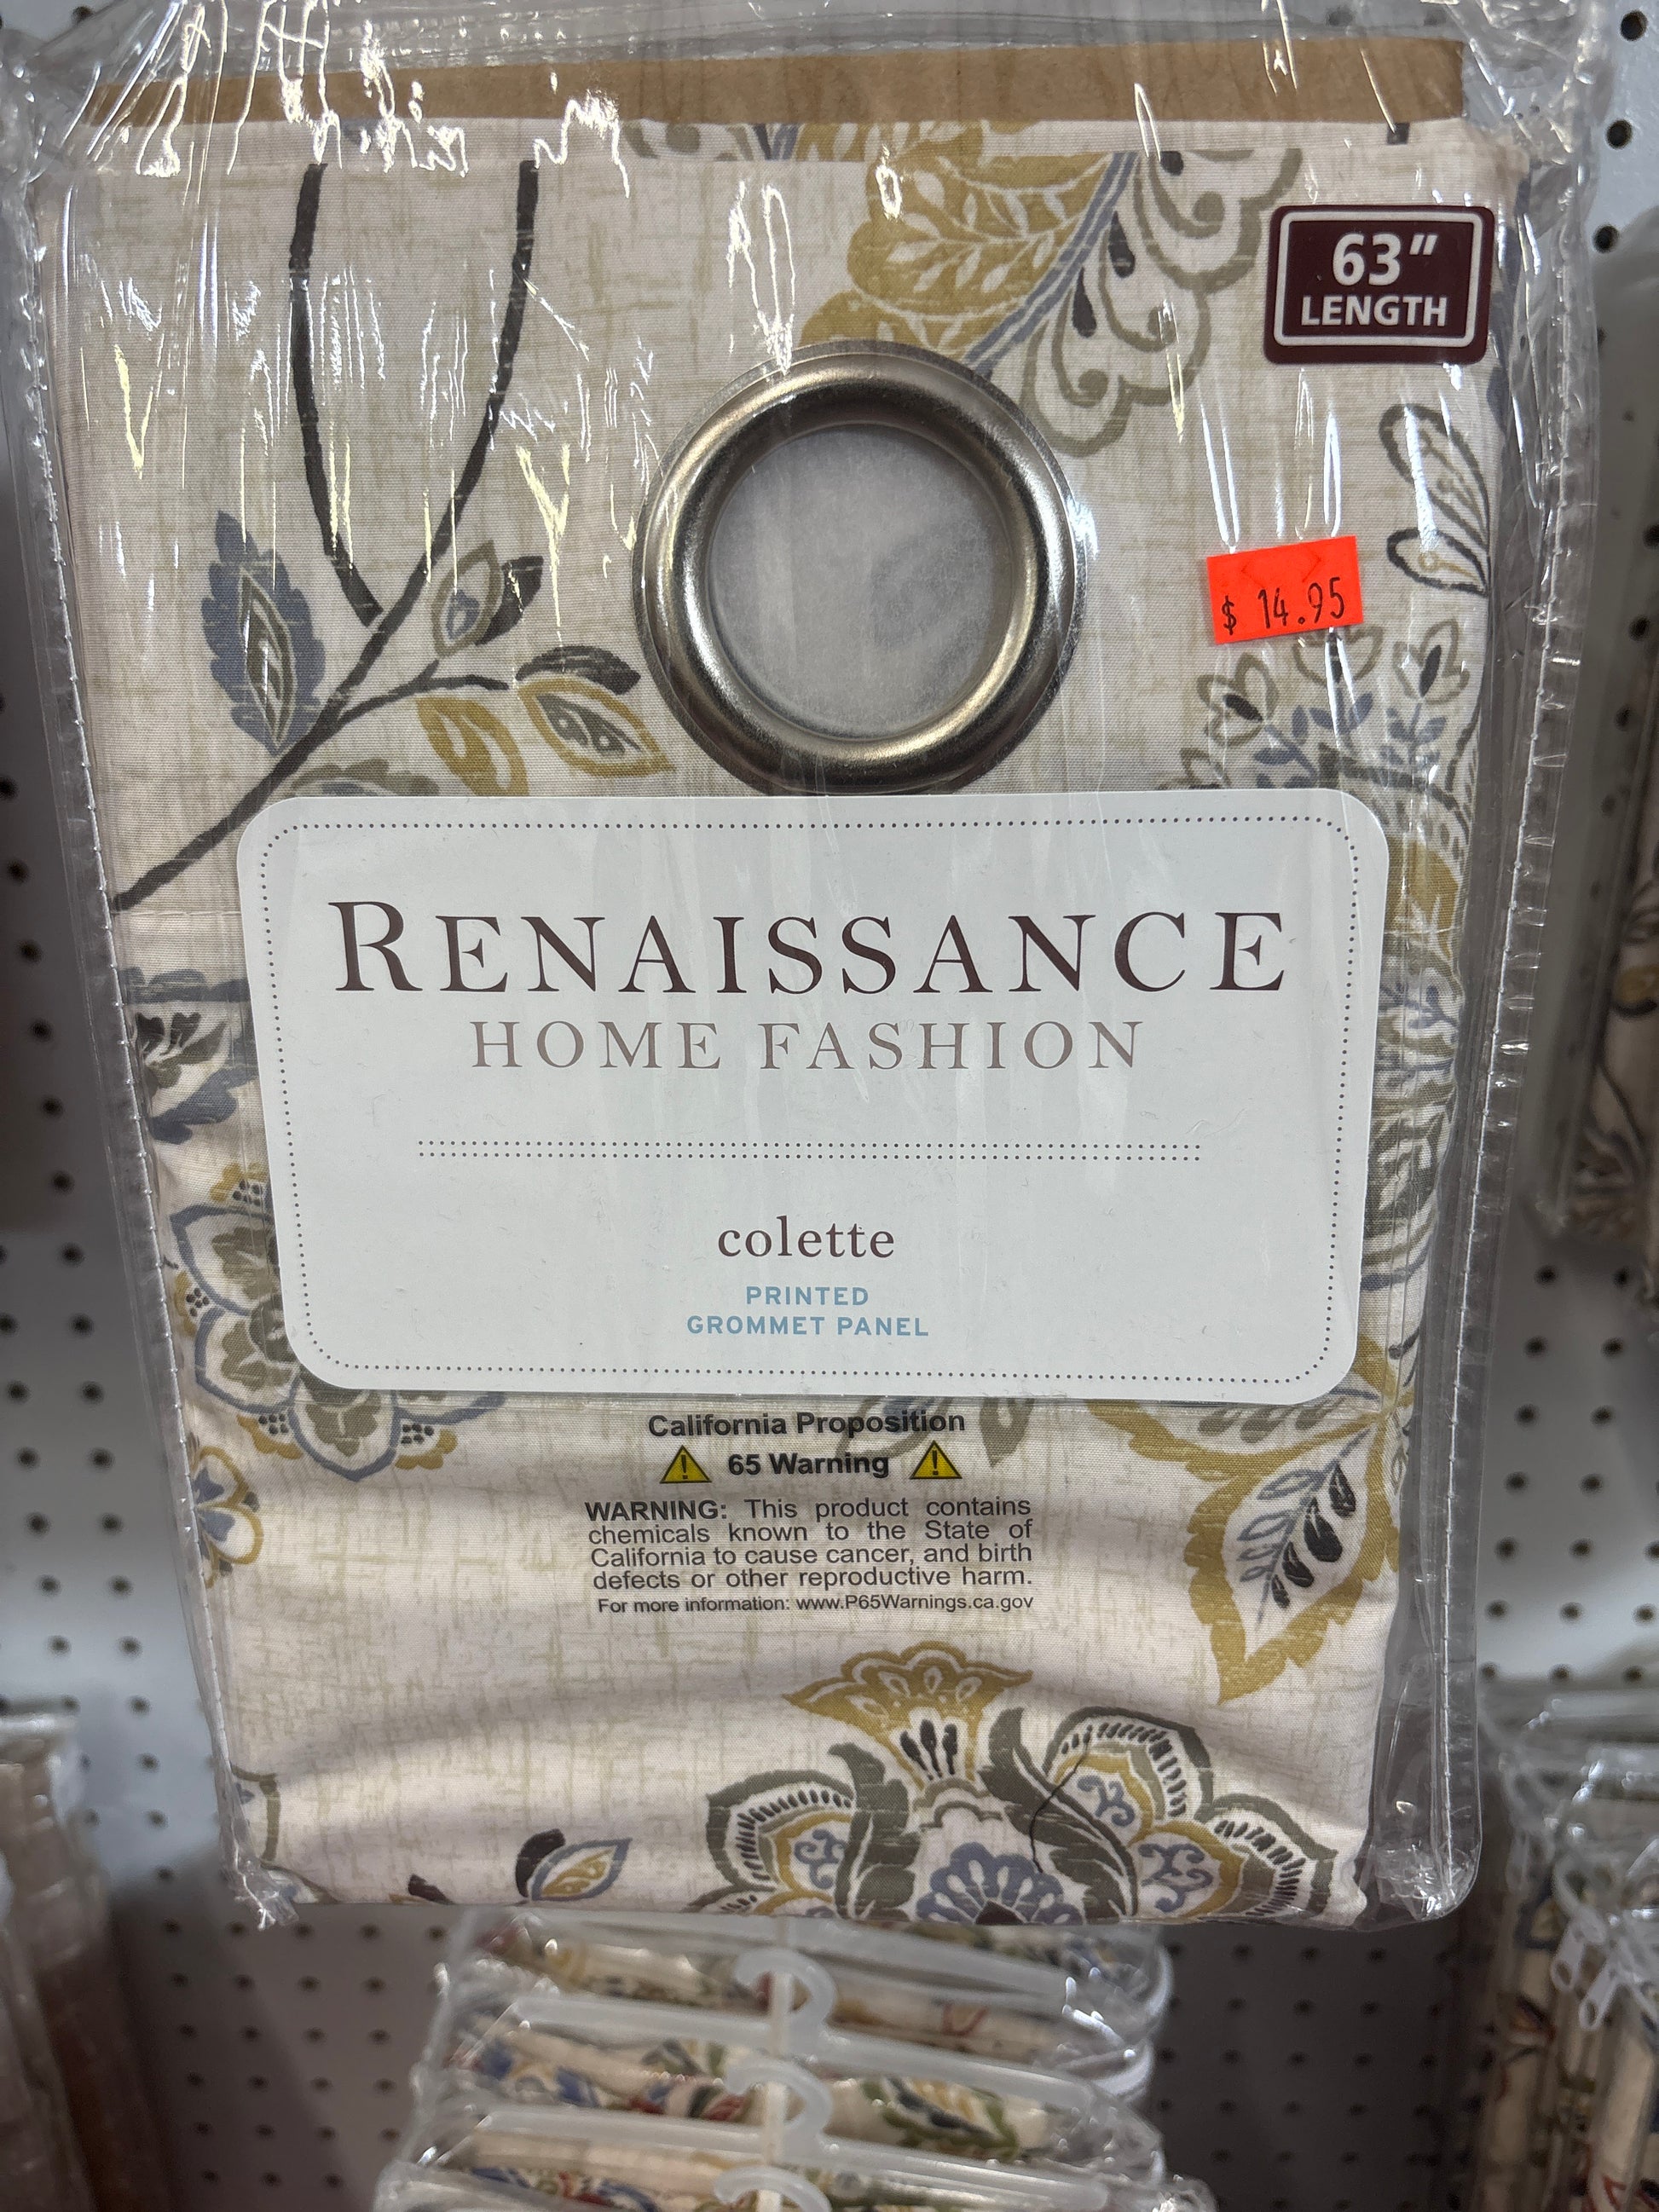 63" LENGTH
$ 14.95
RENAISSANCE
HOME FASHION
colette
PRINTED
GROMMET PANEL
California Proposition
65 Warning
WARNING: This product contains
chemicals known to the State of
California to cause cancer, and birth
defects or other reproductive harm.
For more information: www.P65Warnings.ca.gov